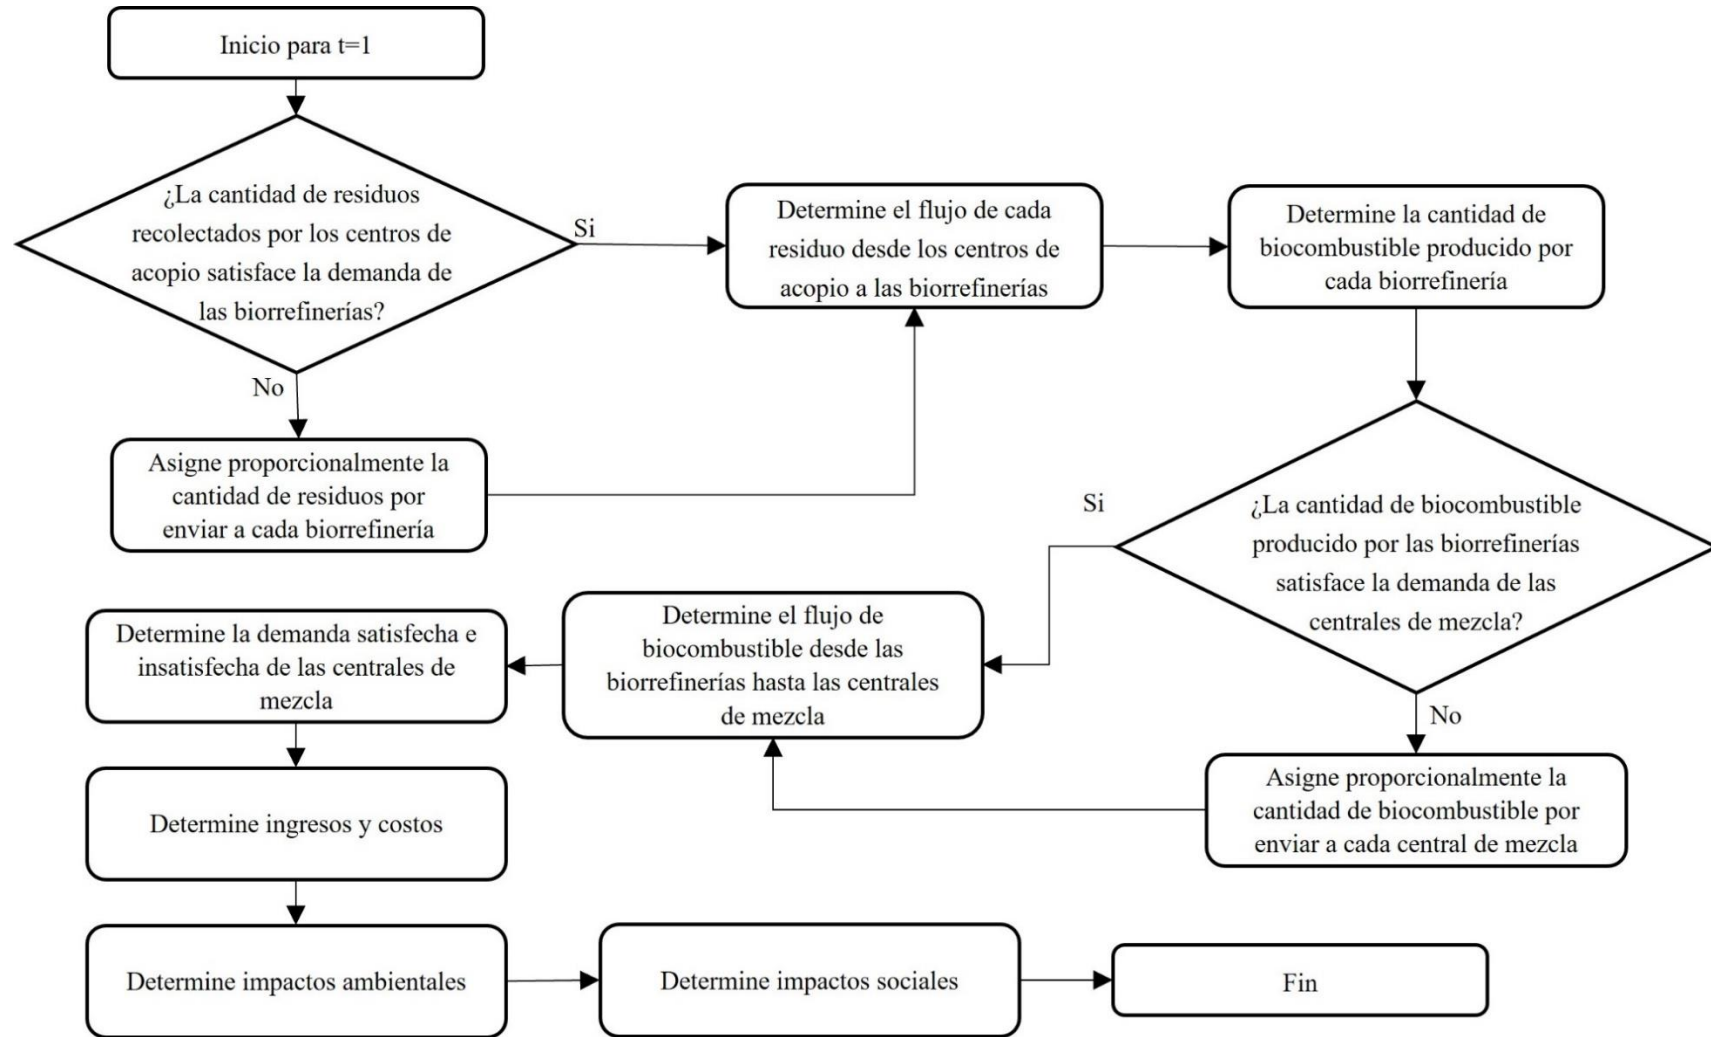 Inicio para t=1
¿La cantidad de residuos
recolectados por los centros de
acopio satisface la demanda de
las biorrefinerías?
Si
No
Asigne proporcionalmente la
cantidad de residuos por
enviar a cada biorrefinería
Determine el flujo de cada
residuo desde los centros de
acopio a las biorrefinerías
Determine la cantidad de
biocombustible producido por
cada biorrefinería
¿La cantidad de biocombustible
producido por las biorrefinerías
satisface la demanda de las
centrales de mezcla?
Si
No
Asigne proporcionalmente la
cantidad de biocombustible por
enviar a cada central de mezcla
Determine el flujo de
biocombustible desde las
biorrefinerías hasta las centrales
de mezcla
Determine la demanda satisfecha e
insatisfecha de las centrales de
mezcla
Determine ingresos y costos
Determine impactos ambientales
Determine impactos sociales
Fin